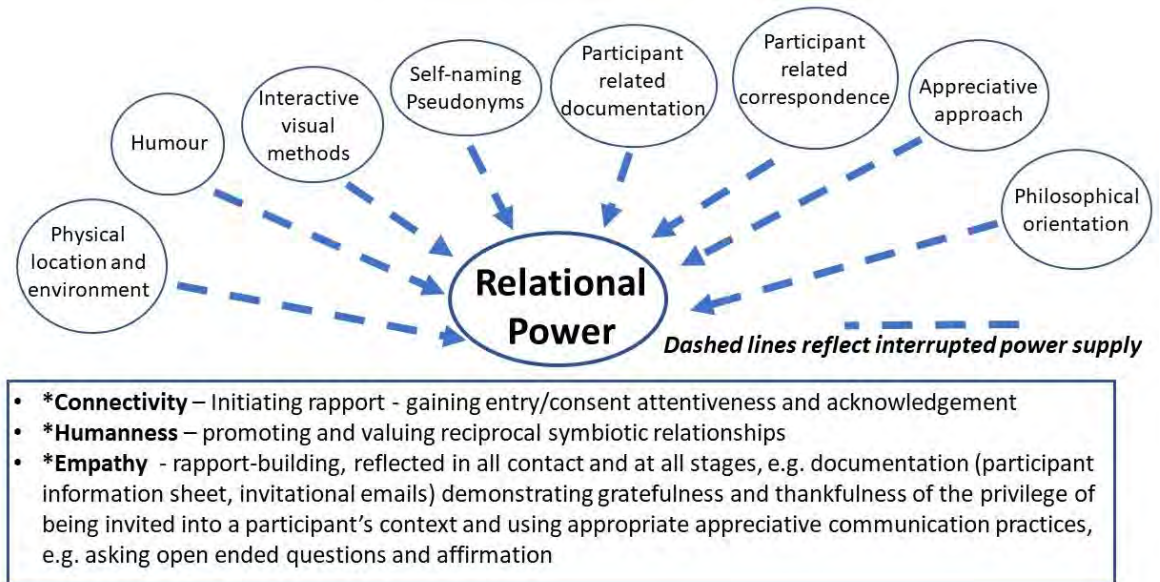 Physical
location and
environment
Humour
Interactive
visual
methods
Self-naming
Pseudonyms
Participant
related
documentation
Participant
related
correspondence
Appreciative
approach
Philosophical
orientation
Relational
Power
Dashed lines reflect interrupted power supply
• *Connectivity – Initiating rapport - gaining entry/consent attentiveness and acknowledgement
• *Humanness – promoting and valuing reciprocal symbiotic relationships
• *Empathy - rapport-building, reflected in all contact and at all stages, e.g. documentation (participant
information sheet, invitational emails) demonstrating gratefulness and thankfulness of the privilege of
being invited into a participant’s context and using appropriate appreciative communication practices,
e.g. asking open ended questions and affirmation